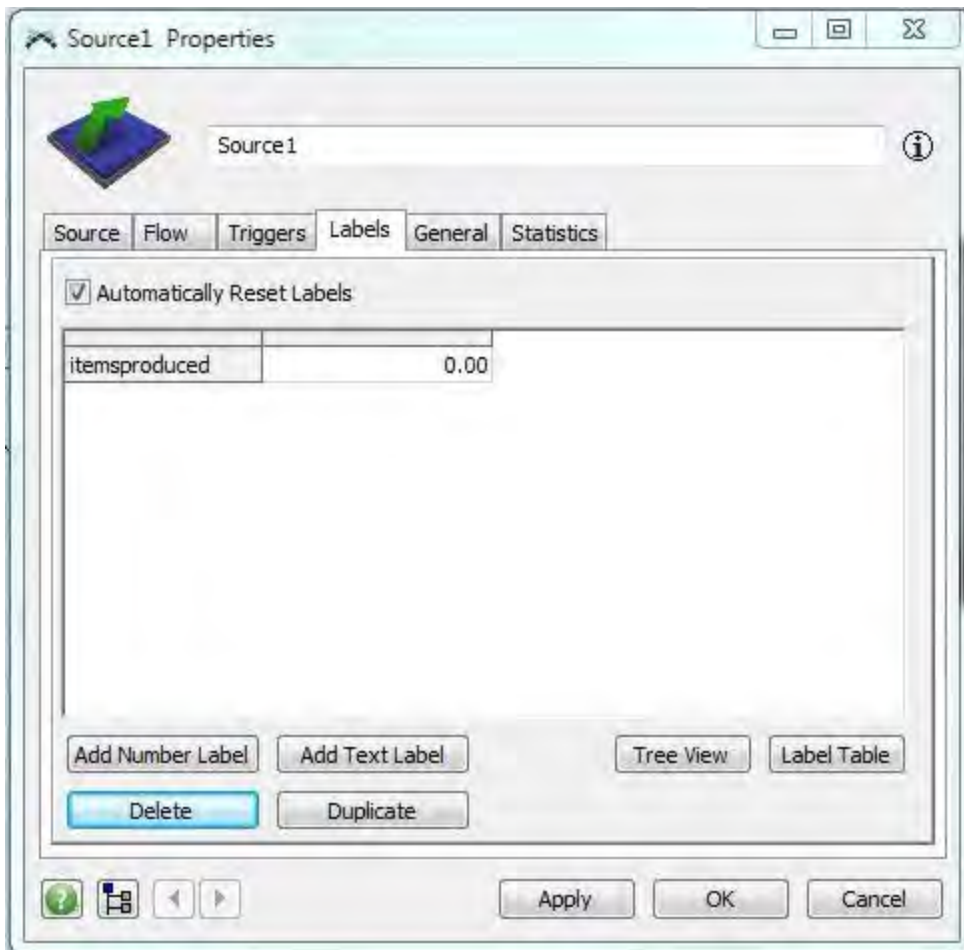 Source1 Properties
Source1
Source Flow Triggers Labels General Statistics
Automatically Reset Labels
itemsproduced 0.00
Add Number Label Add Text Label Tree View Label Table
Delete Duplicate
Apply OK Cancel